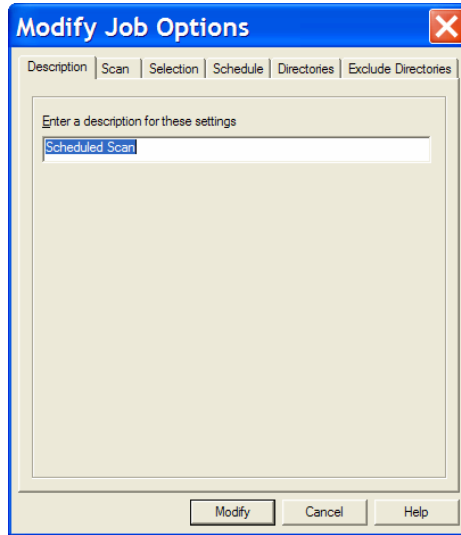 Modify Job Options
Description Scan Selection Schedule Directories Exclude Directories
Enter a description for these settings
Scheduled Scan
Modify Cancel Help